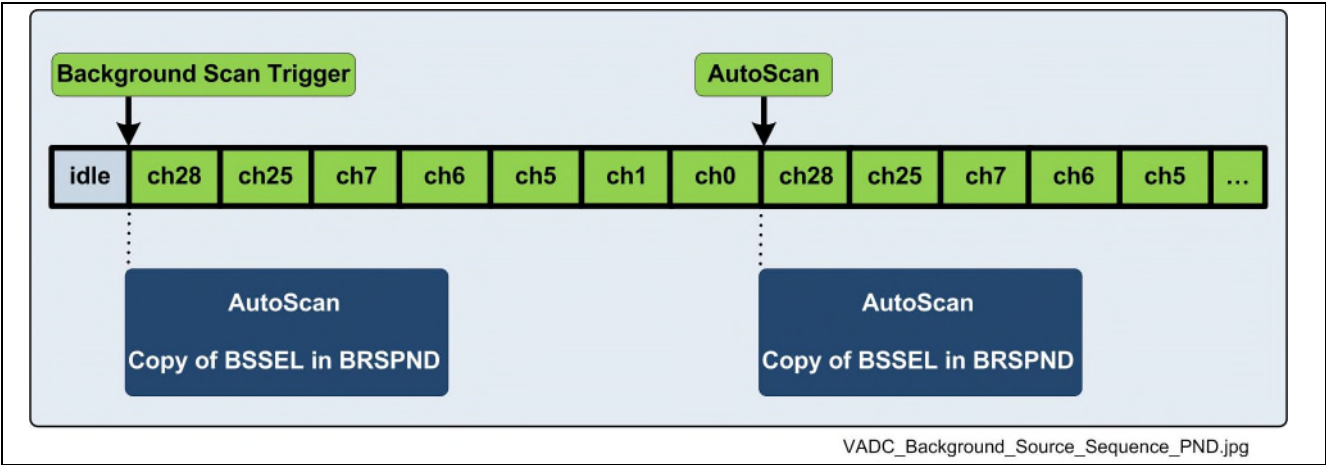 Background Scan Trigger AutoScan
idle ch28 ch25 ch7 ch6 ch5 ch1 ch0 ch28 ch25 ch7 ch6 ch5 ...
AutoScan
Copy of BSSEL in BRSPND
AutoScan
Copy of BSSEL in BRSPND
VADC_Background_Source_Sequence_PND.jpg